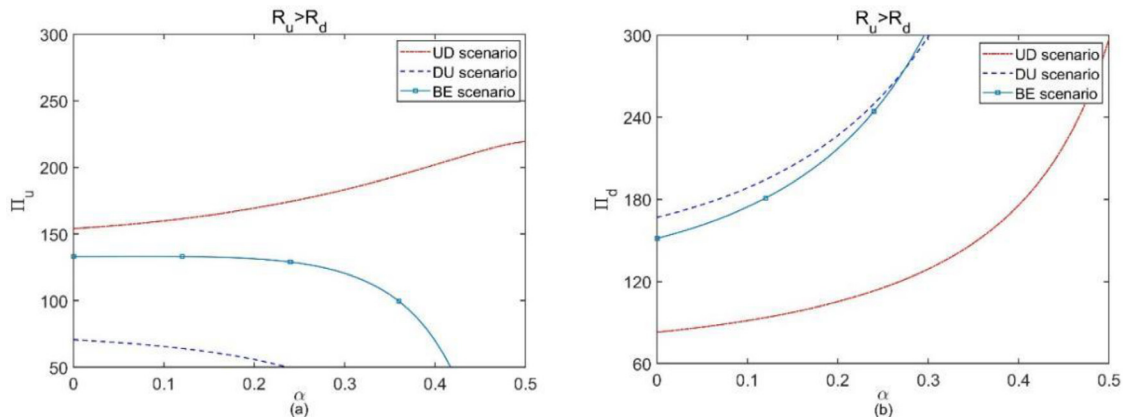 R_u>R_d
300
250
200
150
100
50
Π_u
UD scenario
DU scenario
BE scenario
0
0.1
0.2
0.3
0.4
0.5
α
(a)
R_u>R_d
300
240
180
120
60
Π_d
UD scenario
DU scenario
BE scenario
0
0.1
0.2
0.3
0.4
0.5
α
(b)